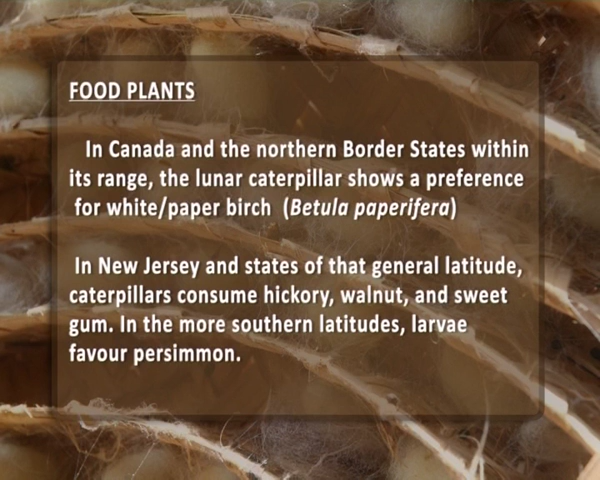 FOOD PLANTS
In Canada and the northern Border States within
its range, the lunar caterpillar shows a preference
for white/paper birch (Betula paperifera)
In New Jersey and states of that general latitude,
caterpillars consume hickory, walnut, and sweet
gum. In the more southern latitudes, larvae
favour persimmon.